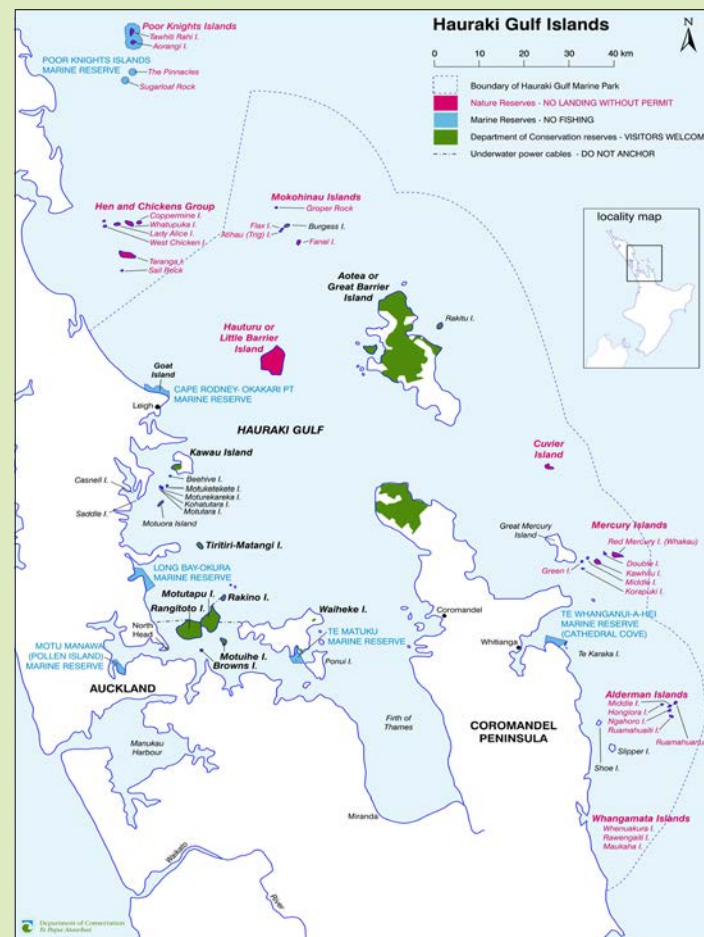 Hauraki Gulf Islands
N
0 10 20 30 40 km
Boundary of Hauraki Gulf Marine Park
Nature Reserves - NO LANDING WITHOUT PERMIT
Marine Reserves - NO FISHING
Department of Conservation reserves - VISITORS WELCOM
Underwater power cables - DO NOT ANCHOR
locality map
Poor Knights Islands
Tawhiti Rahi I.
Aorangi I.
POOR KNIGHTS ISLANDS
MARINE RESERVE
The Pinnacles
Sugarloaf Rock
Hen and Chickens Group
Coppermine I.
Whatupuka I.
Lady Alice I.
West Chicken I.
Taranga I.
Sail Rock
Mokohinau Islands
Groper Rock
Flax I.
Burgess I.
Atihau (Trig) I.
Fanal I.
Aotea or
Great Barrier
Island
Rakitu I.
Hauturu or
Little Barrier
Island
Goat
Island
CAPE RODNEY- OKAKARI PT
MARINE RESERVE
Leigh
HAURAKI GULF
Kawau Island
Beehive I.
Motuketekete I.
Moturekareka I.
Kohatutara I.
Motutara I.
Casnell I.
Saddle I.
Motuora Island
Cuvier
Island
Great Mercury
Island
Mercury Islands
Red Mercury I. (Whakau)
Double I.
Green I.
Kawhitu I.
Middle I.
Korapuki I.
Tiritiri-Matangi I.
LONG BAY-OKURA
MARINE RESERVE
Motutapu I.
Rangitoto I.
Rakino I.
Waiheke I.
North
Head
TE MATUKU
MARINE RESERVE
Motuihe I.
Browns I.
Ponui I.
MOTU MANAWA
(POLLEN ISLAND)
MARINE RESERVE
AUCKLAND
Coromandel
Whitianga
TE WHANGANUI-A-HEI
MARINE RESERVE
(CATHEDRAL COVE)
Te Karaka I.
Manukau
Harbour
Firth of
Thames
COROMANDEL
PENINSULA
Alderman Islands
Middle I.
Hongiora I.
Ngahoro I.
Ruamahuaiti I.
Slipper I.
Shoe I.
Miranda
Whangamata Islands
Whenuakura I.
Rawengaiti I.
Maukaha I.
Waikato
River
Department of Conservation
Te Papa Atawhai